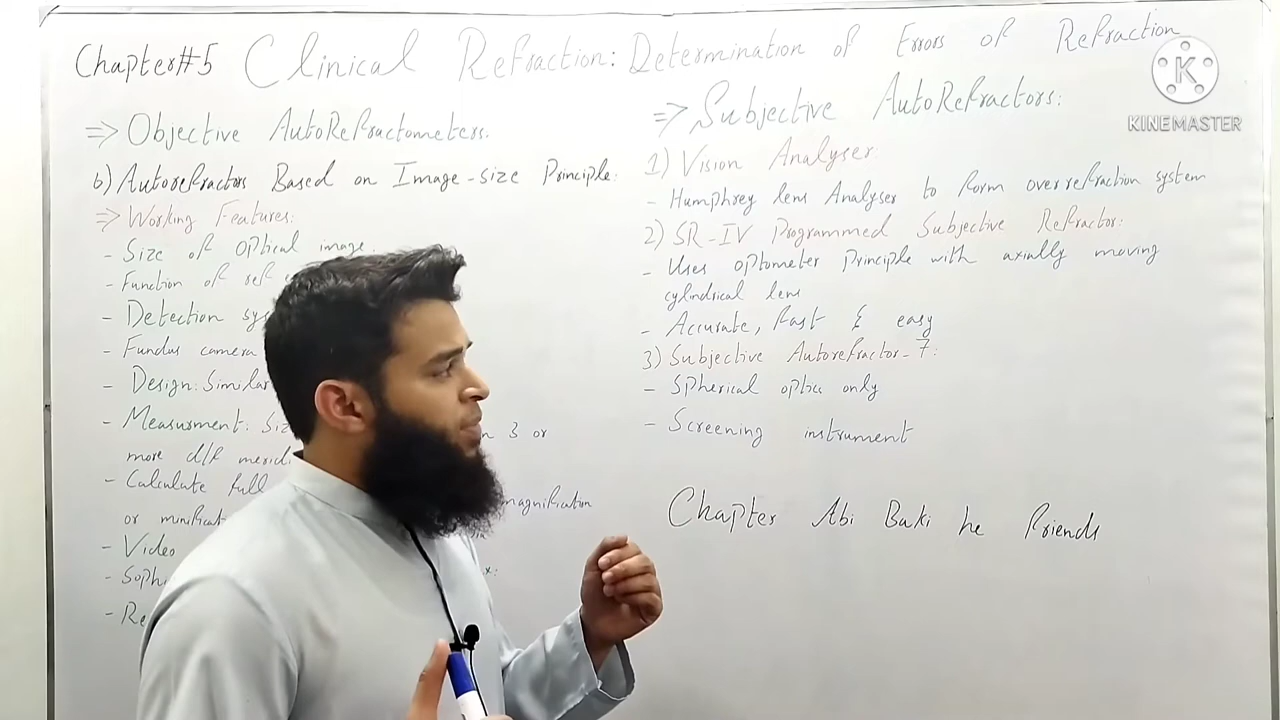 Chapter#5 Clinical Refraction: Determination of Errors of Refraction
⇒ Objective AutoRefractometers.
b) Autorefractors Based on Image-size Principle:
⇒ Working Features:
- Size of optical image.
- Function of ref
- Detection sy
- Fundus camera
- Design: Similar
- Measurment: Siz n 3 or
more d/f merid
- Calculate full magnification
or minificat
- Video
- Soph x:
- Re
⇒ Subjective AutoRefractors:
1) Vision Analyser:
- Humphrey lens Analyser to form over refraction system
2) SR-IV Programmed Subjective Refractor:
- Uses optometer Principle with axially moving
cylindrical lens
- Accurate, fast & easy
3) Subjective Autorefractor-7:
- Spherical optics only
- Screening instrument
Chapter Abi Baki he Friends
K
KINEMASTER